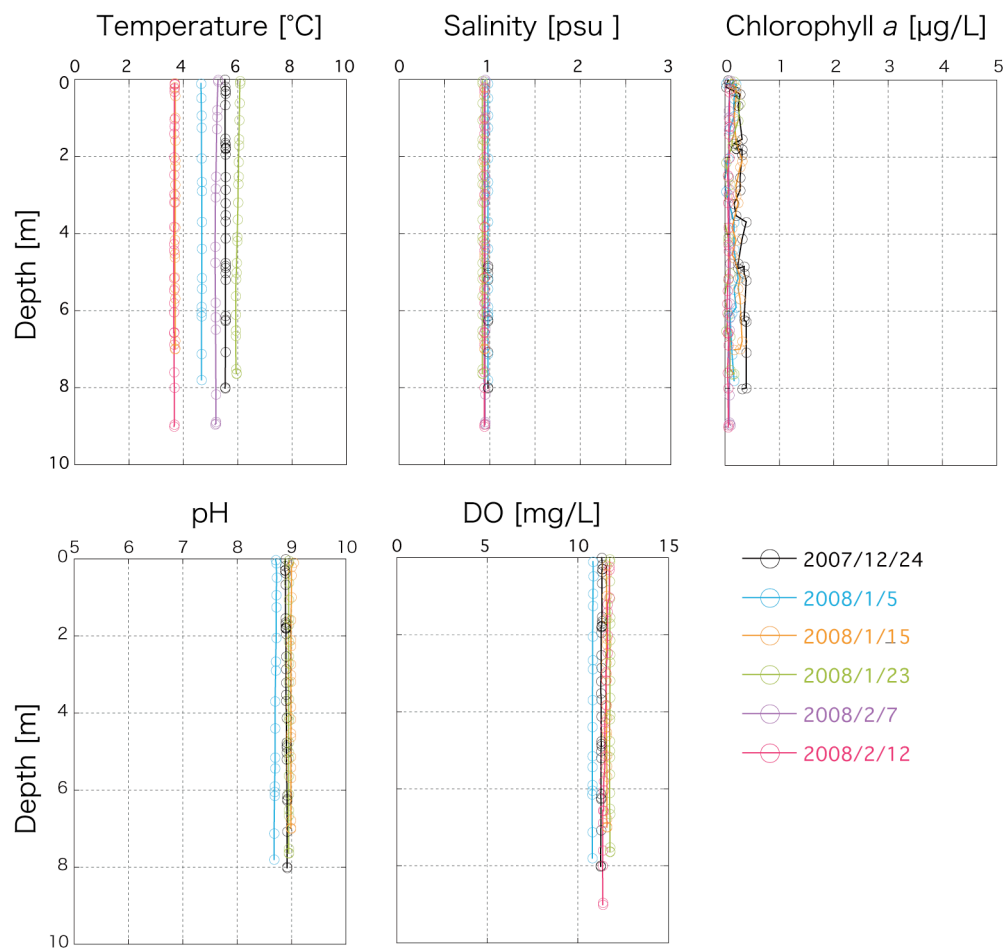 Temperature [°C]
Salinity [psu ]
Chlorophyll a [µg/L]
0 2 4 6 8 10
0 1 2 3
0 1 2 3 4 5
0
2
4
6
8
10
Depth [m]
pH
DO [mg/L]
5 6 7 8 9 10
0 5 10 15
0
2
4
6
8
10
Depth [m]
2007/12/24
2008/1/5
2008/1/15
2008/1/23
2008/2/7
2008/2/12